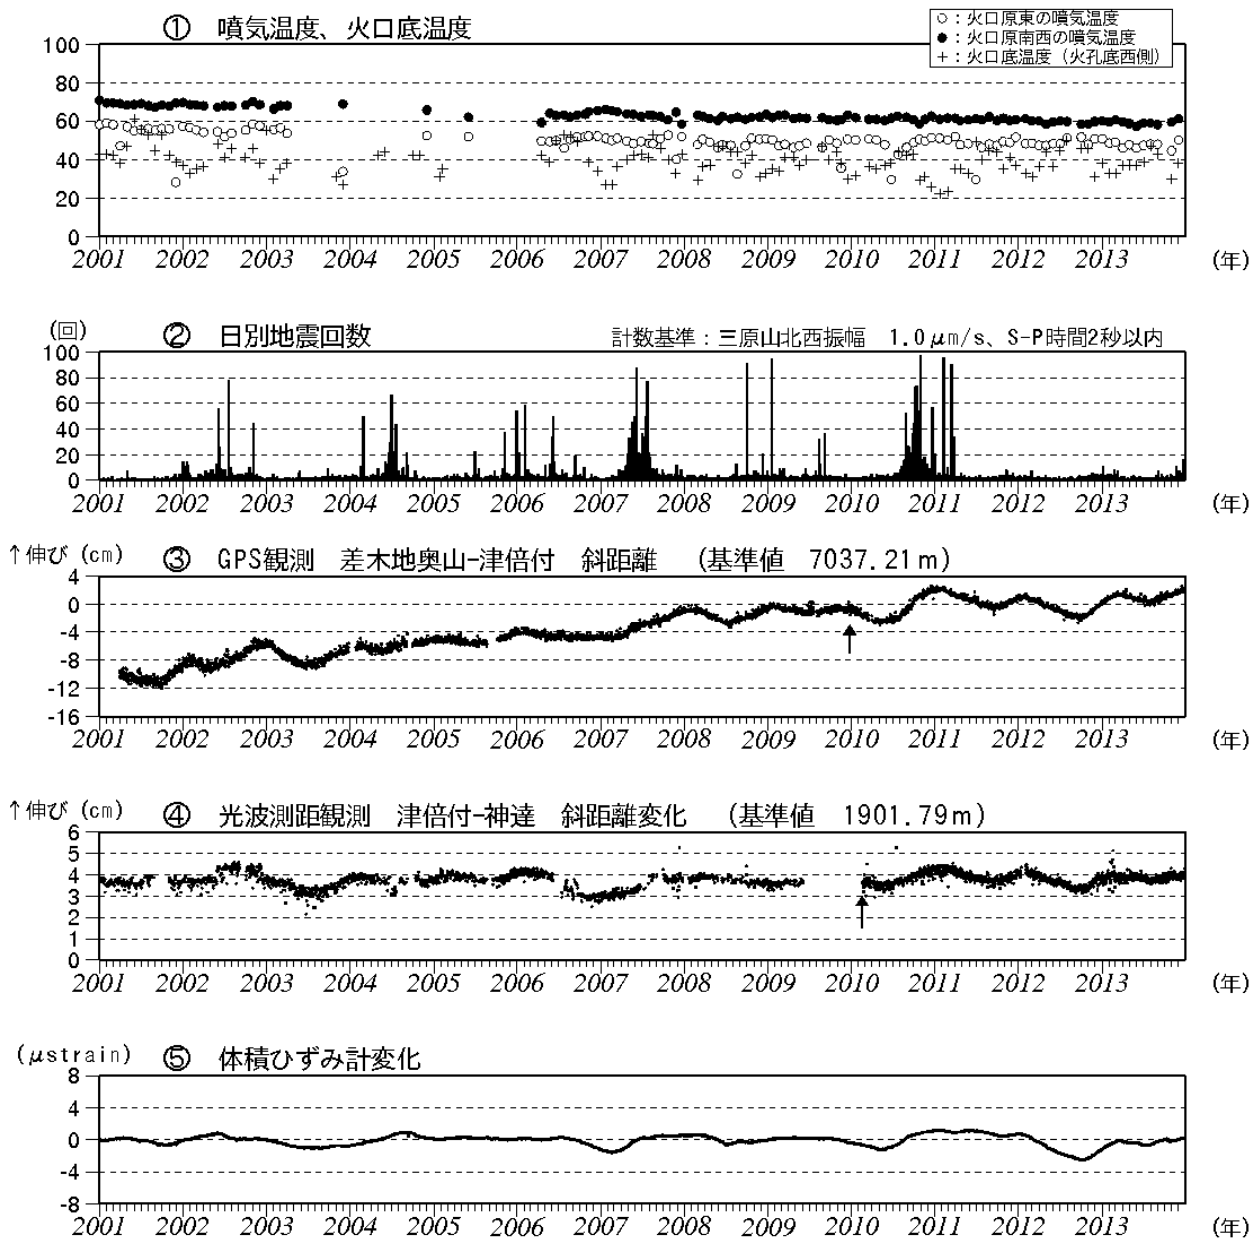 ① 噴気温度、火口底温度
○：火口原東の噴気温度
●：火口原南西の噴気温度
+：火口底温度（火孔底西側）
100
80
60
40
20
0
2001 2002 2003 2004 2005 2006 2007 2008 2009 2010 2011 2012 2013 (年)
(回) ② 日別地震回数 計数基準：三原山北西振幅 1.0μm/s、S-P時間2秒以内
100
80
60
40
20
0
2001 2002 2003 2004 2005 2006 2007 2008 2009 2010 2011 2012 2013 (年)
↑伸び(cm) ③ GPS観測 差木地奥山-津倍付 斜距離 (基準値 7037.21m)
4
0
-4
-8
-12
-16
2001 2002 2003 2004 2005 2006 2007 2008 2009 2010 2011 2012 2013 (年)
↑伸び(cm) ④ 光波測距観測 津倍付-神達 斜距離変化 (基準値 1901.79m)
6
5
4
3
2
1
0
2001 2002 2003 2004 2005 2006 2007 2008 2009 2010 2011 2012 2013 (年)
(μstrain) ⑤ 体積ひずみ計変化
8
4
0
-4
-8
2001 2002 2003 2004 2005 2006 2007 2008 2009 2010 2011 2012 2013 (年)